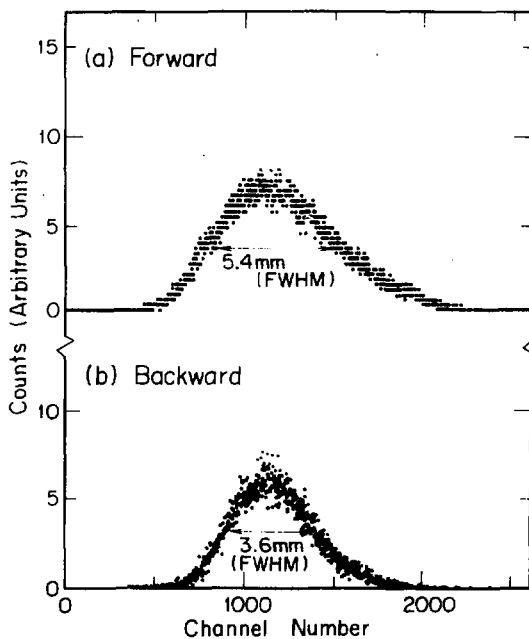 15
(a) Forward
10
5
5.4mm
(FWHM)
0
Counts (Arbitrary Units)
(b) Backward
10
5
3.6mm
(FWHM)
0
0 1000 2000
Channel Number